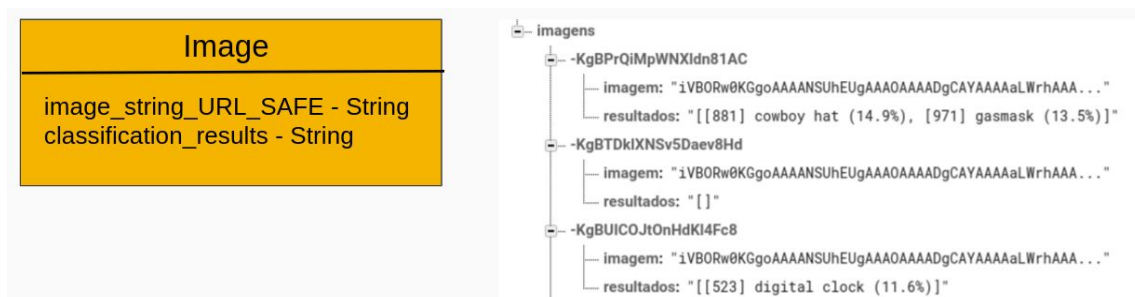 Image
image_string_URL_SAFE - String
classification_results - String
imagens
-KgBPrQiMpWNXldn81AC
imagem: "iVBORw0KGgoAAAANSUhEUgAAAOAAAADgCAYAAAAaLWrhAAA..."
resultados: "[[881] cowboy hat (14.9%), [971] gasmask (13.5%)]"
-KgBTDklXNSv5Daev8Hd
imagem: "iVBORw0KGgoAAAANSUhEUgAAAOAAAADgCAYAAAAaLWrhAAA..."
resultados: "[]"
-KgBUICOJtOnHdKl4Fc8
imagem: "iVBORw0KGgoAAAANSUhEUgAAAOAAAADgCAYAAAAaLWrhAAA..."
resultados: "[[523] digital clock (11.6%)]"